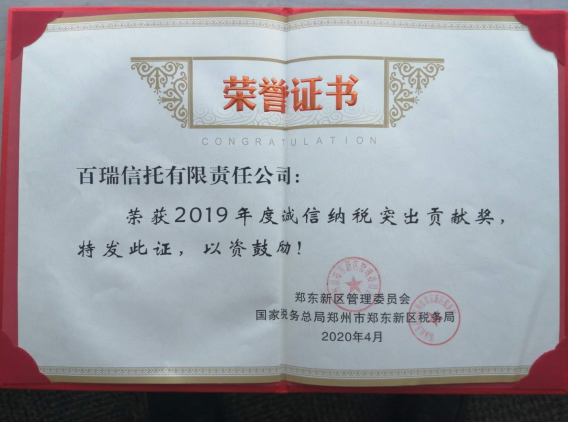 荣誉证书
CONGRATULATION
百瑞信托有限责任公司：
荣获2019年度诚信纳税突出贡献奖，
特发此证，以资鼓励！
郑东新区管理委员会
国家税务总局郑州市郑东新区税务局
2020年4月